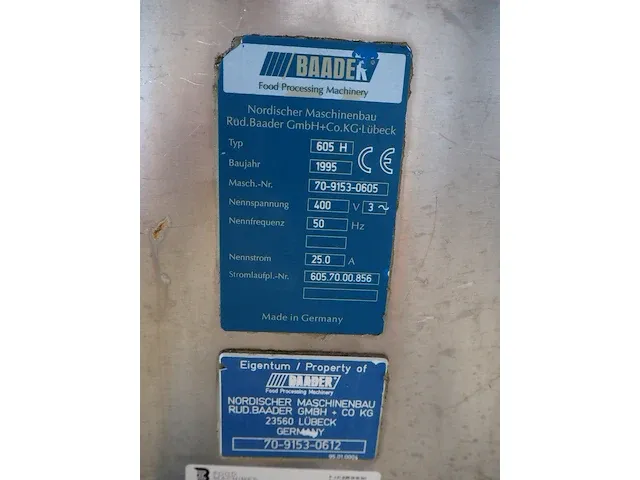 BAADER
Food Processing Machinery
Nordischer Maschinenbau
Rüd.Baader GmbH+Co.KG·Lübeck
Typ 605 H
Baujahr 1995 CE
Masch.-Nr. 70-9153-0605
Nennspannung 400 V 3 ~
Nennfrequenz 50 Hz
Nennstrom 25.0 A
Stromlaufpl.-Nr. 605.70.00.856
Made in Germany
Eigentum / Property of
BAADER
Food Processing Machinery
NORDISCHER MASCHINENBAU
RUD.BAADER GMBH + CO KG
23560 LÜBECK
GERMANY
70-9153-0612